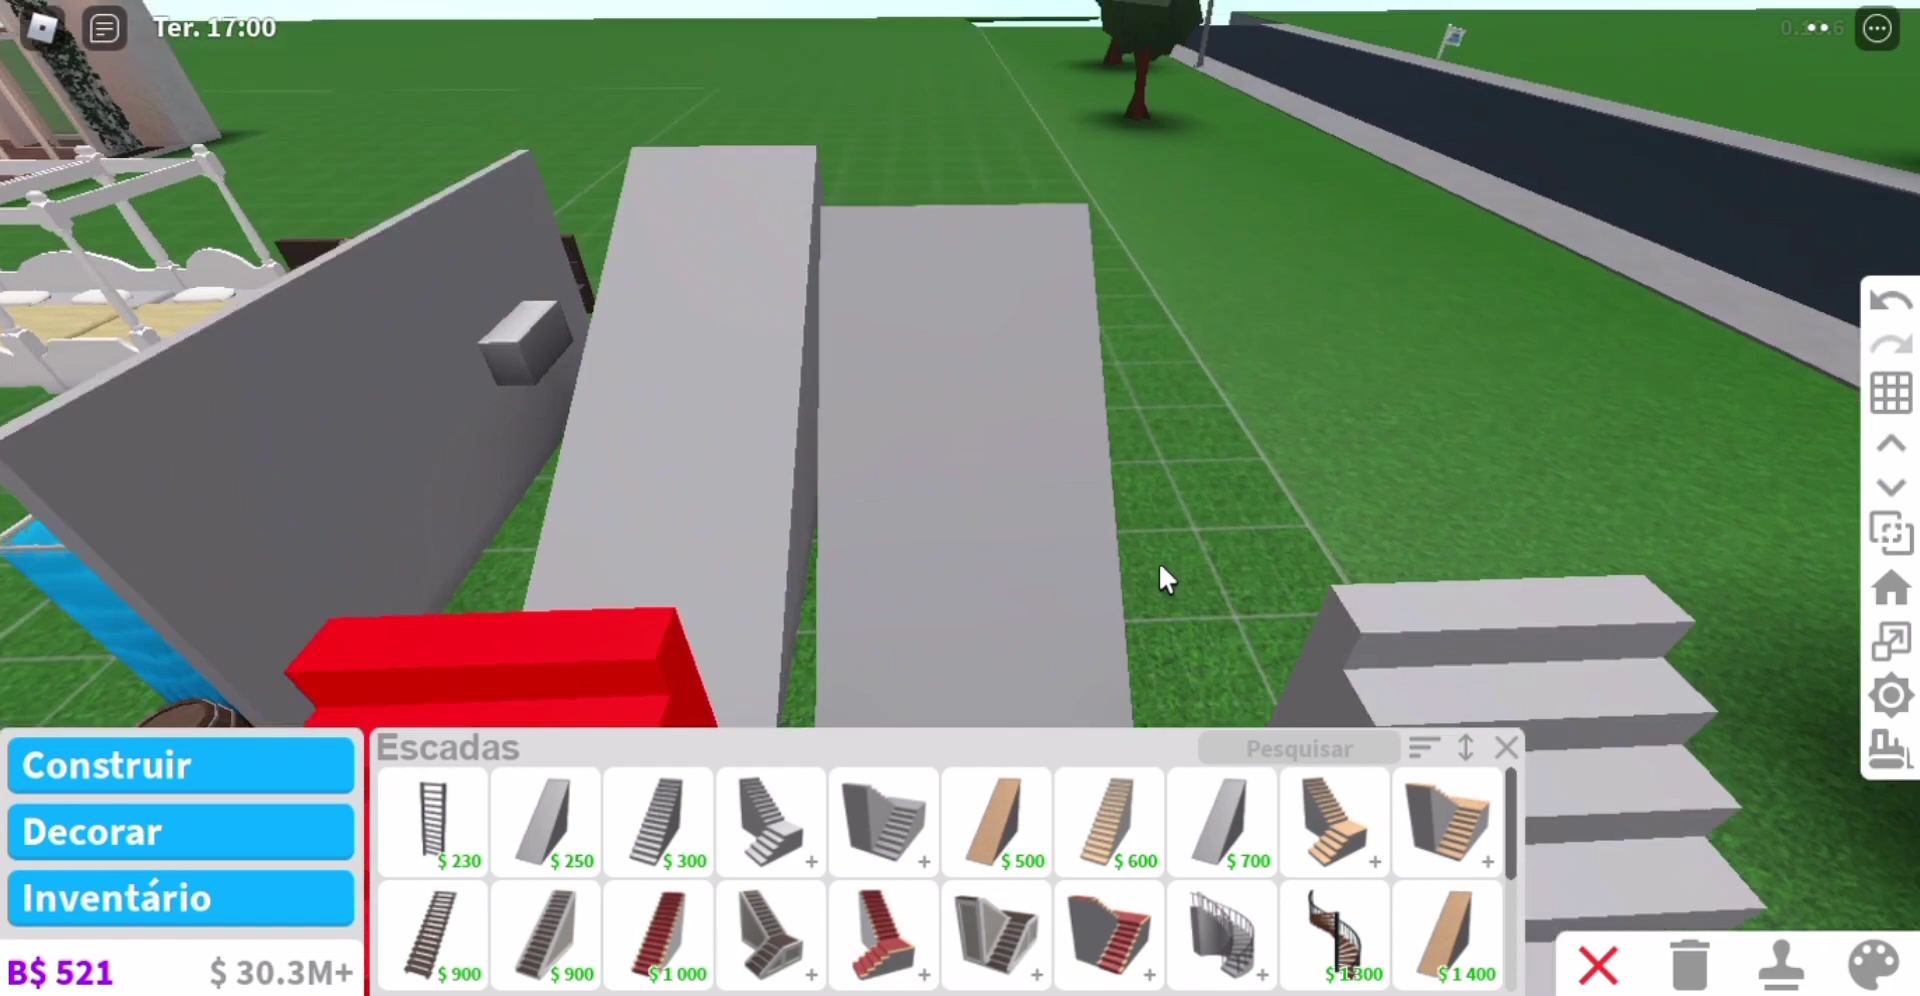 Ter. 17:00
Escadas
Pesquisar
$ 230
$ 250
$ 300
$ 500
$ 600
$ 700
$ 900
$ 900
$ 1 000
$ 1 300
$ 1 400
Construir
Decorar
Inventário
B$ 521
$ 30.3M+